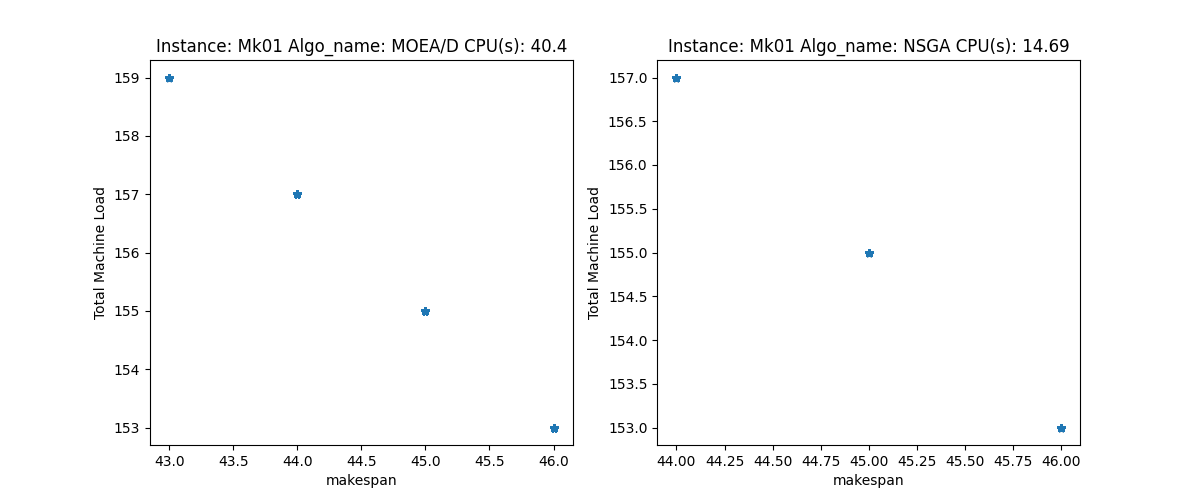 Instance: Mk01 Algo_name: MOEA/D CPU(s): 40.4
159
158
157
156
155
154
153
Total Machine Load
43.0 43.5 44.0 44.5 45.0 45.5 46.0
makespan
Instance: Mk01 Algo_name: NSGA CPU(s): 14.69
157.0
156.5
156.0
155.5
155.0
154.5
154.0
153.5
153.0
Total Machine Load
44.00 44.25 44.50 44.75 45.00 45.25 45.50 45.75 46.00
makespan